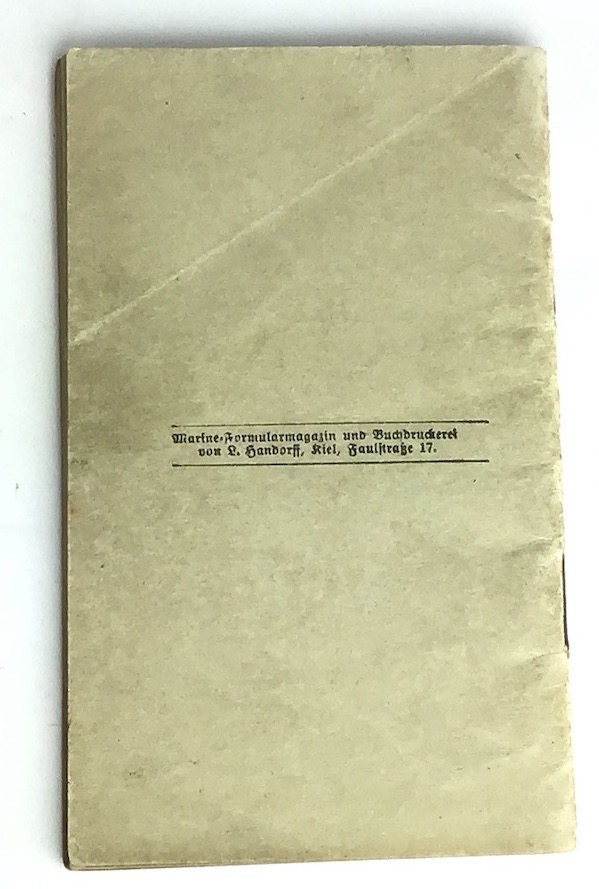 Marine-Formularmagazin und Buchdruckerei
von L. Handorff, Kiel, Faulstraße 17.